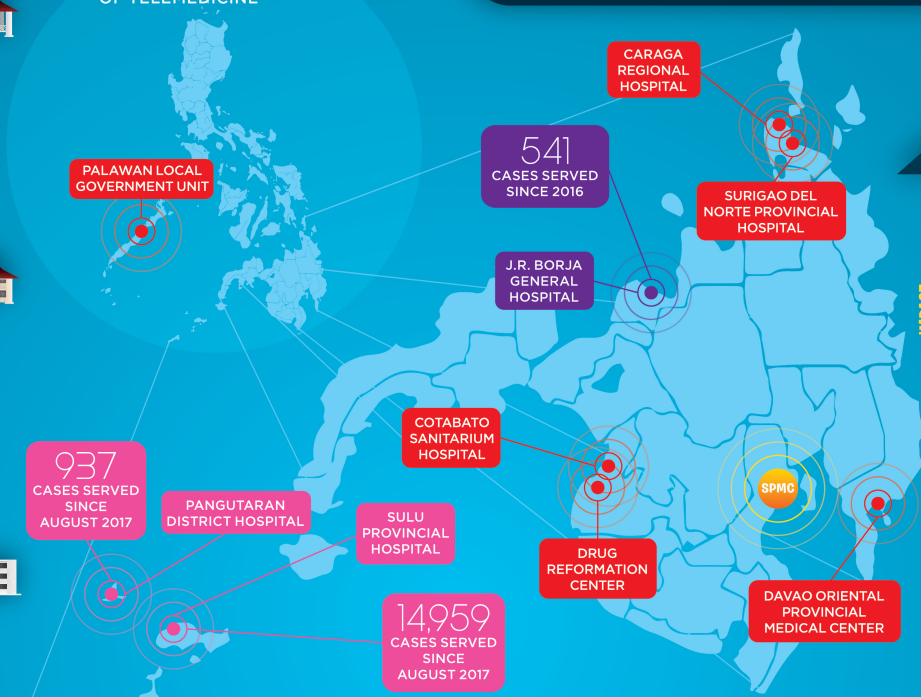 OF TELEMEDICINE
CARAGA
REGIONAL
HOSPITAL
541
CASES SERVED
SINCE 2016
PALAWAN LOCAL
GOVERNMENT UNIT
SURIGAO DEL
NORTE PROVINCIAL
HOSPITAL
J.R. BORJA
GENERAL
HOSPITAL
COTABATO
SANITARIUM
HOSPITAL
937
CASES SERVED
SINCE
AUGUST 2017
PANGUTARAN
DISTRICT HOSPITAL
SULU
PROVINCIAL
HOSPITAL
SPMC
DRUG
REFORMATION
CENTER
DAVAO ORIENTAL
PROVINCIAL
MEDICAL CENTER
14,959
CASES SERVED
SINCE
AUGUST 2017